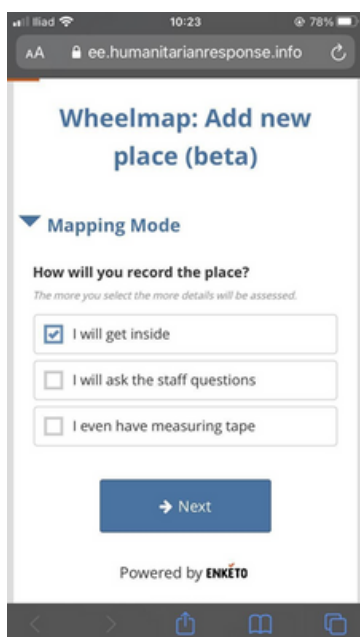 Iliad 10:23 78%
AA ee.humanitarianresponse.info
Wheelmap: Add new
place (beta)
Mapping Mode
How will you record the place?
The more you select the more details will be assessed.
I will get inside
I will ask the staff questions
I even have measuring tape
Next
Powered by ENKÉTO